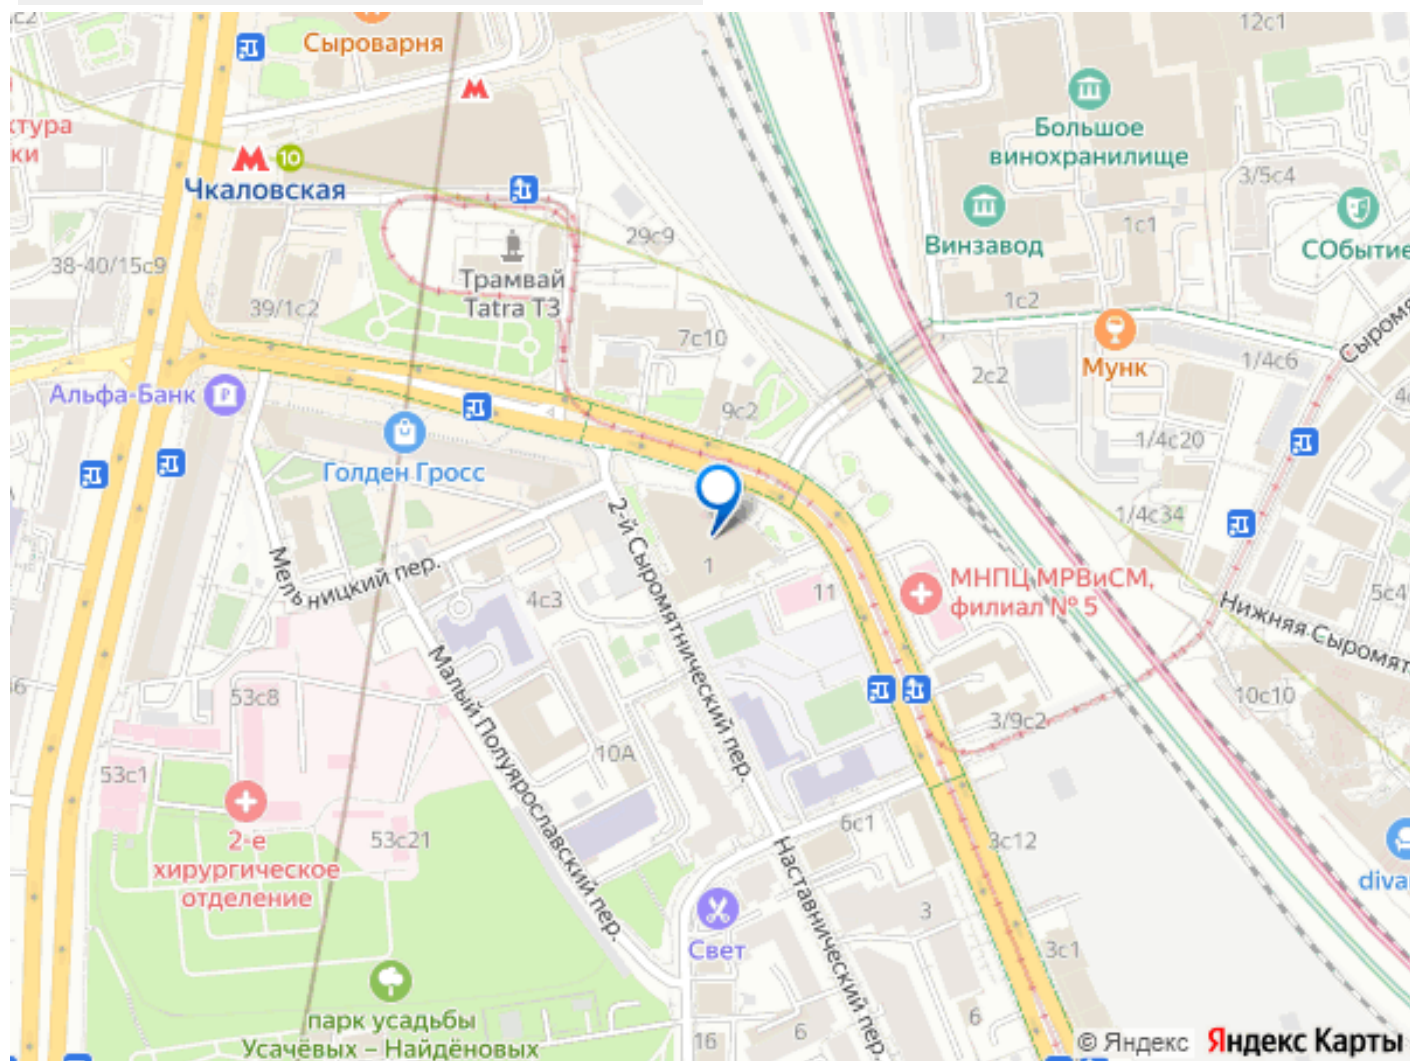 12с1
Сыроварня
Большое
винохранилище
ктура
ки
10
Чкаловская
3/5с4
1с1
Винзавод
СОбытие
29с9
38-40/15с9
Трамвай
Tatra T3
39/1с2
1с2
7с10
Сыромя
Мунк
1/4с6
2с2
Альфа-Банк
9с2
1/4с20
Голден Гросс
1/4с34
2-й Сыромятнический пер.
Мельницкий пер.
1
4с3
11
МНПЦ МРВиСМ,
филиал № 5
5с4
Нижняя Сыромят
Малый Полуярославский пер.
53с8
10с10
3/9с2
10А
53с1
53с21
6с1
3с12
2-е
хирургическое
отделение
Наставнический пер.
diva
3
Свет
3с1
парк усадьбы
Усачёвых – Найдёновых
16
6
6
© Яндекс Яндекс Карты